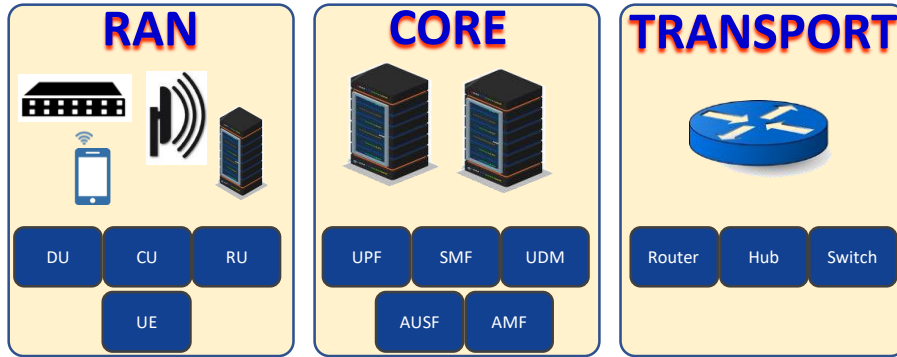 RAN
DU CU RU
UE
CORE
UPF SMF UDM
AUSF AMF
TRANSPORT
Router Hub Switch